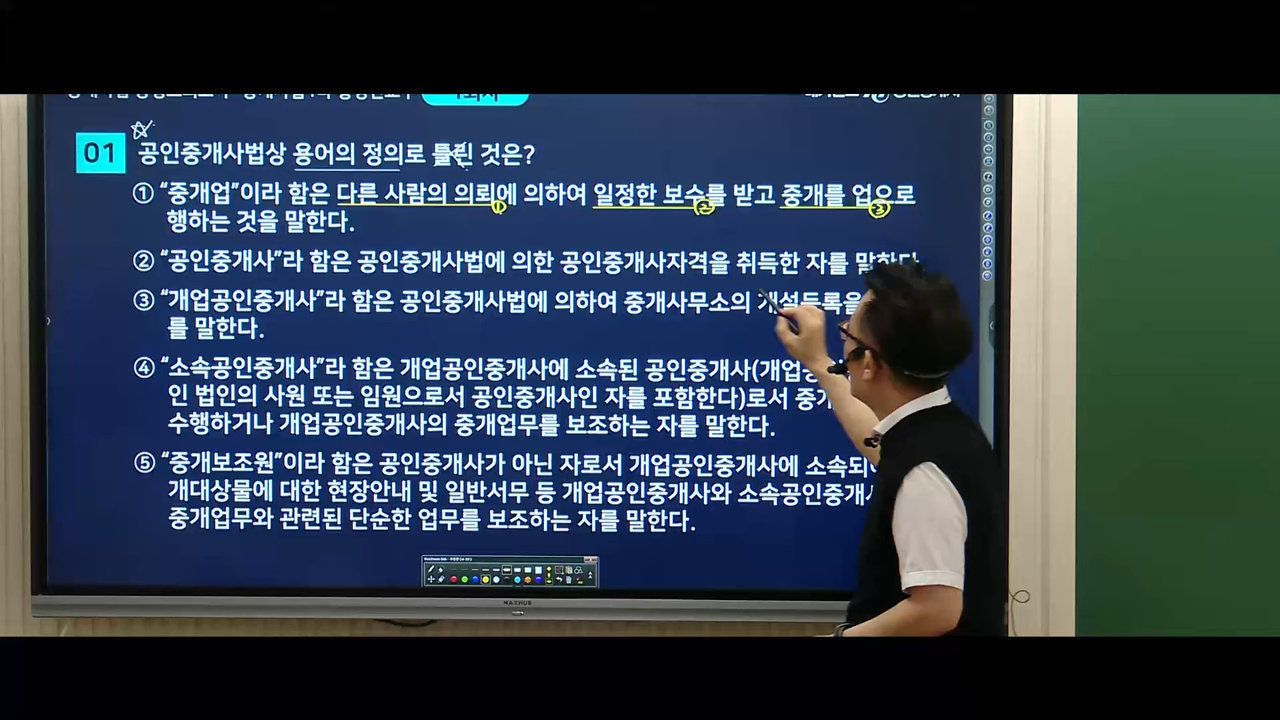 01 공인중개사법상 용어의 정의로 틀린 것은?
① “중개업”이라 함은 다른 사람의 의뢰에 의하여 일정한 보수를 받고 중개를 업으로
① ② ③
행하는 것을 말한다.
② “공인중개사”라 함은 공인중개사법에 의한 공인중개사자격을 취득한 자를 말한다
③ “개업공인중개사”라 함은 공인중개사법에 의하여 중개사무소의 개설등록을
를 말한다.
④ “소속공인중개사”라 함은 개업공인중개사에 소속된 공인중개사(개업공
인 법인의 사원 또는 임원으로서 공인중개사인 자를 포함한다)로서 중개
수행하거나 개업공인중개사의 중개업무를 보조하는 자를 말한다.
⑤ “중개보조원”이라 함은 공인중개사가 아닌 자로서 개업공인중개사에 소속되어
개대상물에 대한 현장안내 및 일반서무 등 개업공인중개사와 소속공인중개사
중개업무와 관련된 단순한 업무를 보조하는 자를 말한다.
MAXHUB